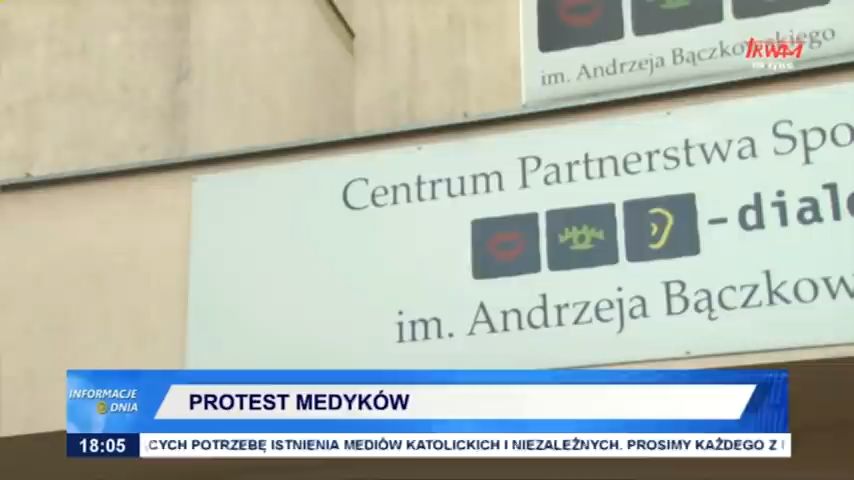 im. Andrzeja Bączkowskiego
TRWAM
Centrum Partnerstwa Spo
-dialo
im. Andrzeja Bączkow
INFORMACJE
DNIA
PROTEST MEDYKÓW
18:05
CYCH POTRZEBĘ ISTNIENIA MEDIÓW KATOLICKICH I NIEZALEŻNYCH. PROSIMY KAŻDEGO Z